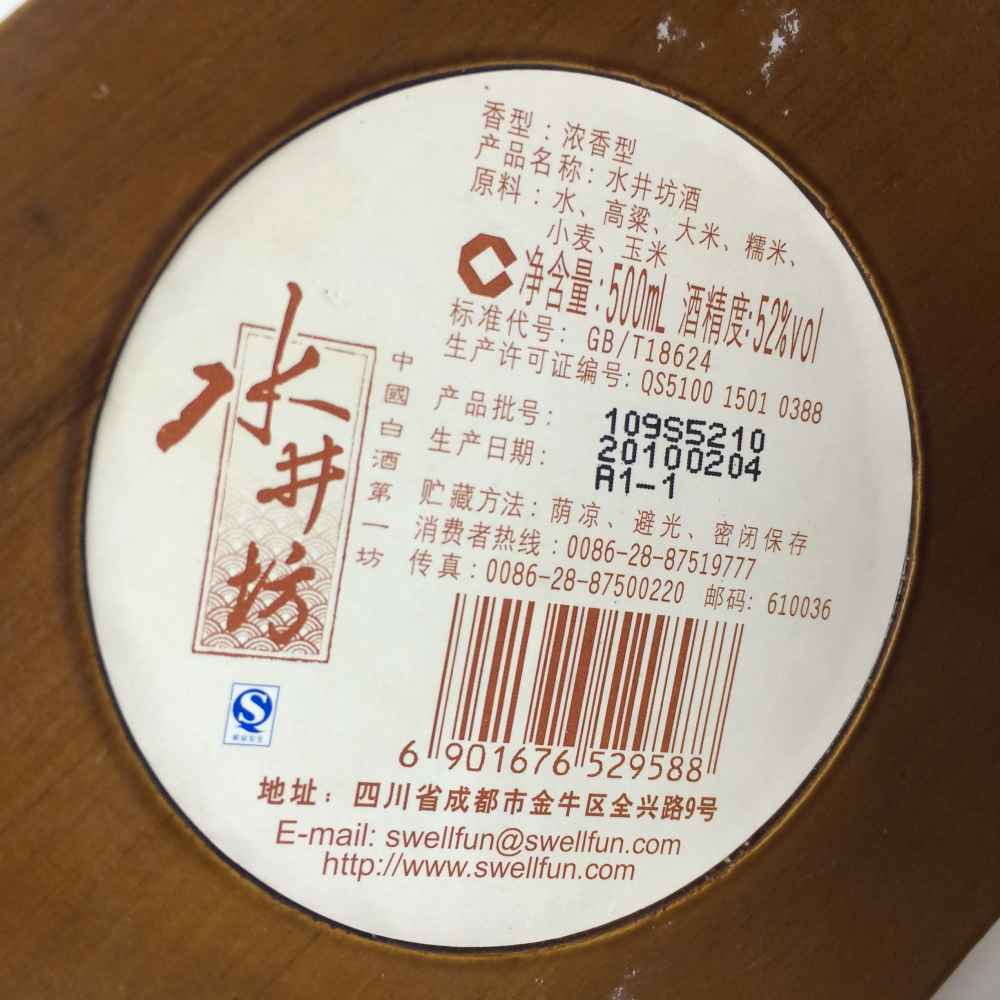 香型：浓香型
产品名称：水井坊酒
原料：水、高粱、大米、糯米、
小麦、玉米
净含量：500mL 酒精度：52%vol
标准代号：GB/T18624
生产许可证编号：QS5100 1501 0388
产品批号：109S5210
生产日期：20100204
A1-1
贮藏方法：荫凉、避光、密闭保存
消费者热线：0086-28-87519777
传真：0086-28-87500220 邮码：610036
水井坊
中國白酒第一坊
6 901676 529588
地址：四川省成都市金牛区全兴路9号
E-mail: swellfun@swellfun.com
http://www.swellfun.com